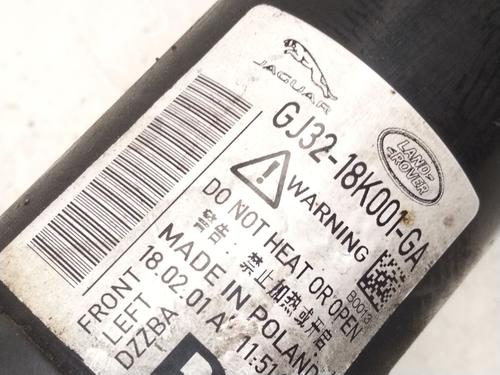 JAGUAR
LAND-
ROVER
GJ32-18K001-GA
WARNING
DO NOT HEAT OR OPEN
警告: 禁止加热或开启
MADE IN POLAND
B0013
18.02.01 A 11:51
FRONT
LEFT
DZZBA